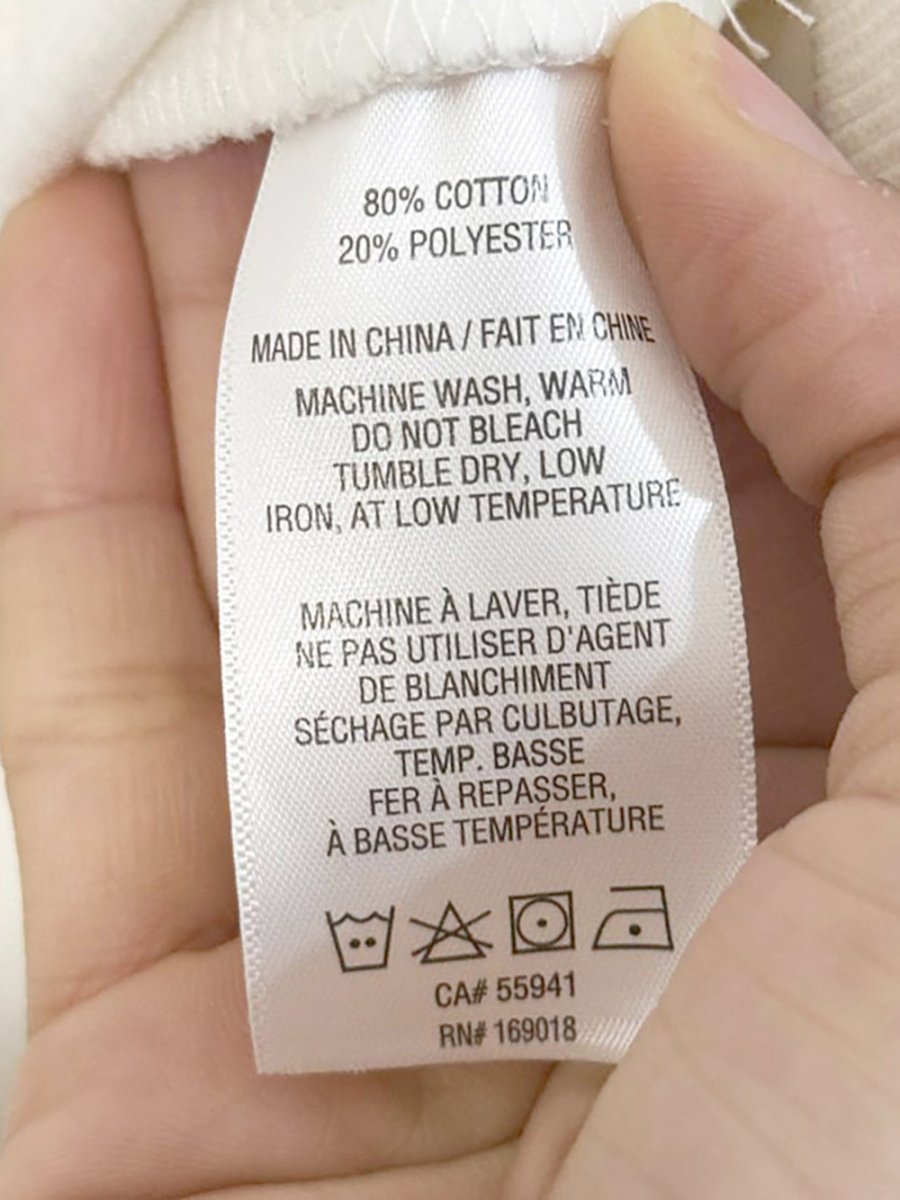 80% COTTON
20% POLYESTER
MADE IN CHINA / FAIT EN CHINE
MACHINE WASH, WARM
DO NOT BLEACH
TUMBLE DRY, LOW
IRON, AT LOW TEMPERATURE
MACHINE À LAVER, TIÈDE
NE PAS UTILISER D'AGENT
DE BLANCHIMENT
SÉCHAGE PAR CULBUTAGE,
TEMP. BASSE
FER À REPASSER,
À BASSE TEMPÉRATURE
CA# 55941
RN# 169018